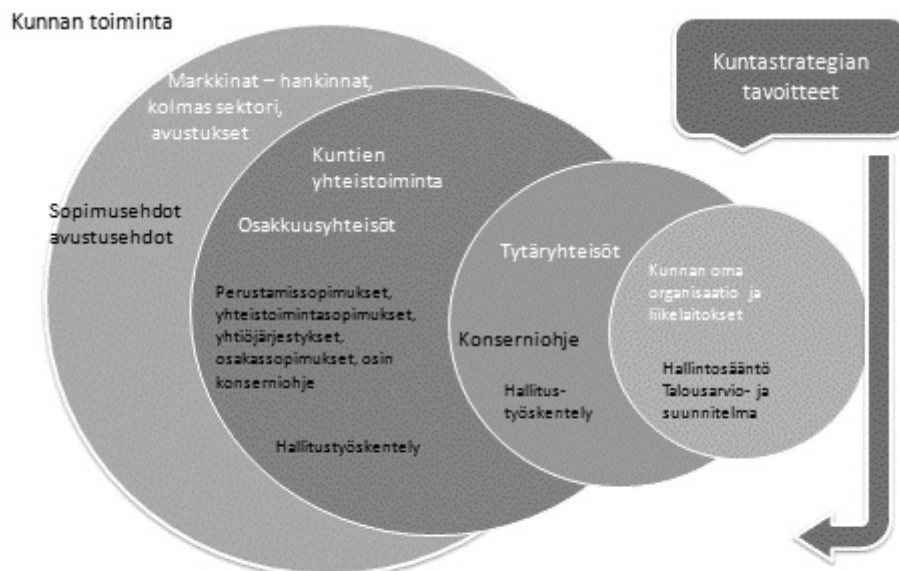 Kunnan toiminta
Kuntastrategian
tavoitteet
Markkinat – hankinnat,
kolmas sektori,
avustukset
Sopimusehdot
avustusehdot
Kuntien
yhteistoiminta
Osakkuusyhteisöt
Perustamissopimukset,
yhteistoimintasopimukset,
yhtiöjärjestykset,
osakassopimukset, osin
konserniohje
Hallitustyöskentely
Tytäryhteisöt
Konserniohje
Hallitus-
työskentely
Kunnan oma
organisaatio ja
liikelaitokset
Hallintosääntö
Talousarvio- ja
suunnitelma